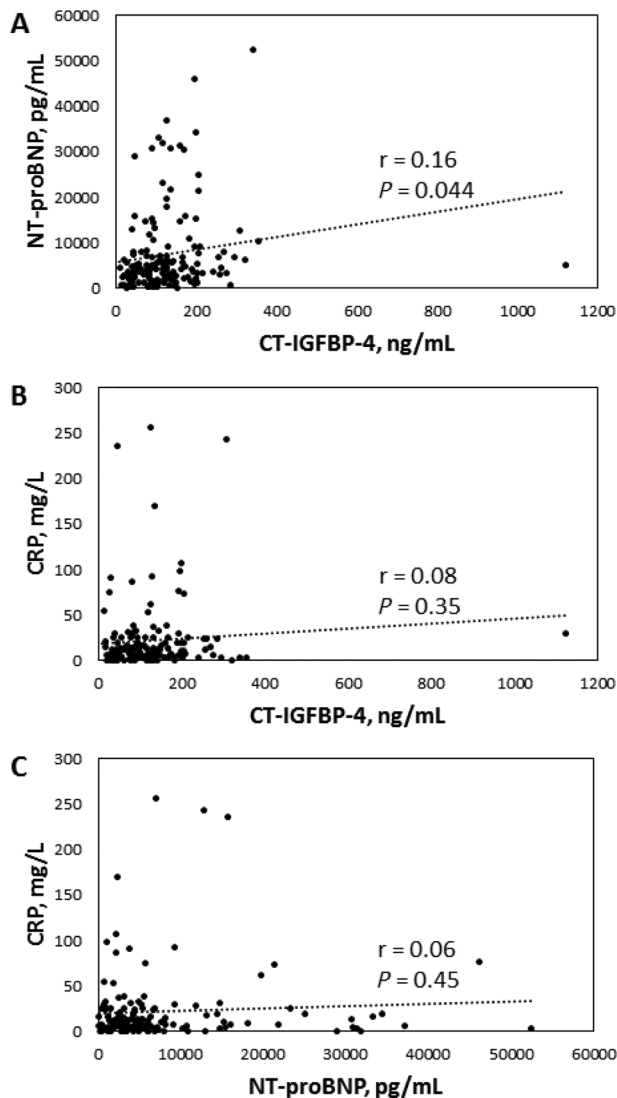 A
60000
50000
40000
30000
20000
10000
0
NT-proBNP, pg/mL
r = 0.16
P = 0.044
0 200 400 600 800 1000 1200
CT-IGFBP-4, ng/mL
B
300
250
200
150
100
50
0
CRP, mg/L
r = 0.08
P = 0.35
0 200 400 600 800 1000 1200
CT-IGFBP-4, ng/mL
C
300
250
200
150
100
50
0
CRP, mg/L
r = 0.06
P = 0.45
0 10000 20000 30000 40000 50000 60000
NT-proBNP, pg/mL